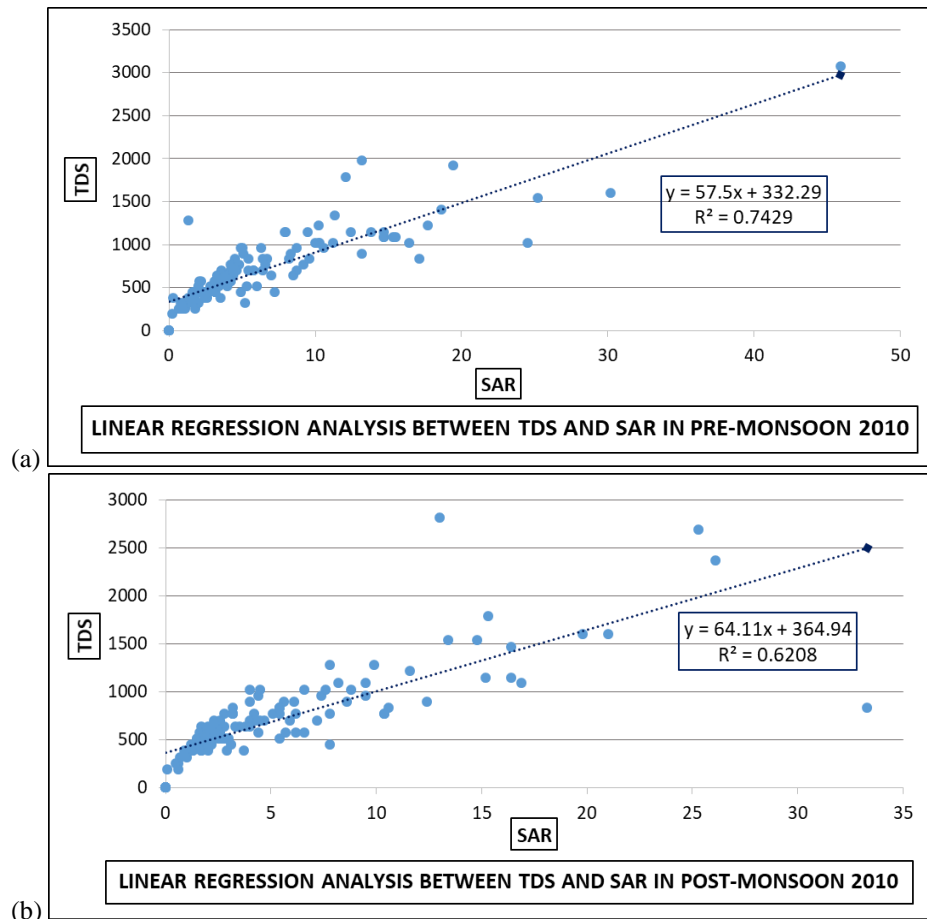 3500
3000
2500
2000
1500
1000
500
0
TDS
y = 57.5x + 332.29
R² = 0.7429
0 10 20 30 40 50
SAR
LINEAR REGRESSION ANALYSIS BETWEEN TDS AND SAR IN PRE-MONSOON 2010
(a)
3000
2500
2000
1500
1000
500
0
TDS
y = 64.11x + 364.94
R² = 0.6208
0 5 10 15 20 25 30 35
SAR
LINEAR REGRESSION ANALYSIS BETWEEN TDS AND SAR IN POST-MONSOON 2010
(b)